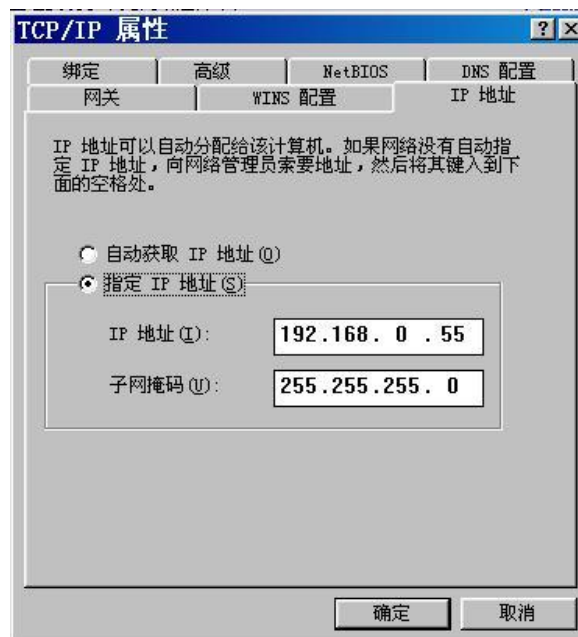 TCP/IP 属性
绑定 高级 NetBIOS DNS 配置
网关 WINS 配置 IP 地址
IP 地址可以自动分配给该计算机。如果网络没有自动指
定 IP 地址，向网络管理员索要地址，然后将其键入到下
面的空格处。
自动获取 IP 地址(O)
指定 IP 地址(S)
IP 地址(I): 192.168. 0 .55
子网掩码(U): 255.255.255. 0
确定 取消